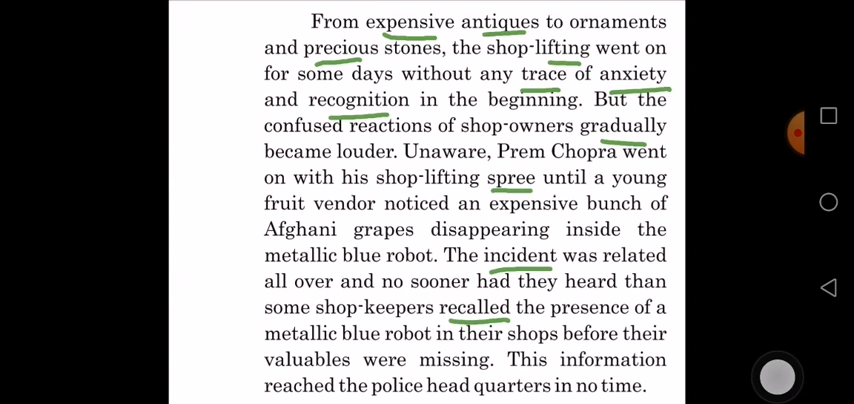 From expensive antiques to ornaments
and precious stones, the shop-lifting went on
for some days without any trace of anxiety
and recognition in the beginning. But the
confused reactions of shop-owners gradually
became louder. Unaware, Prem Chopra went
on with his shop-lifting spree until a young
fruit vendor noticed an expensive bunch of
Afghani grapes disappearing inside the
metallic blue robot. The incident was related
all over and no sooner had they heard than
some shop-keepers recalled the presence of a
metallic blue robot in their shops before their
valuables were missing. This information
reached the police head quarters in no time.